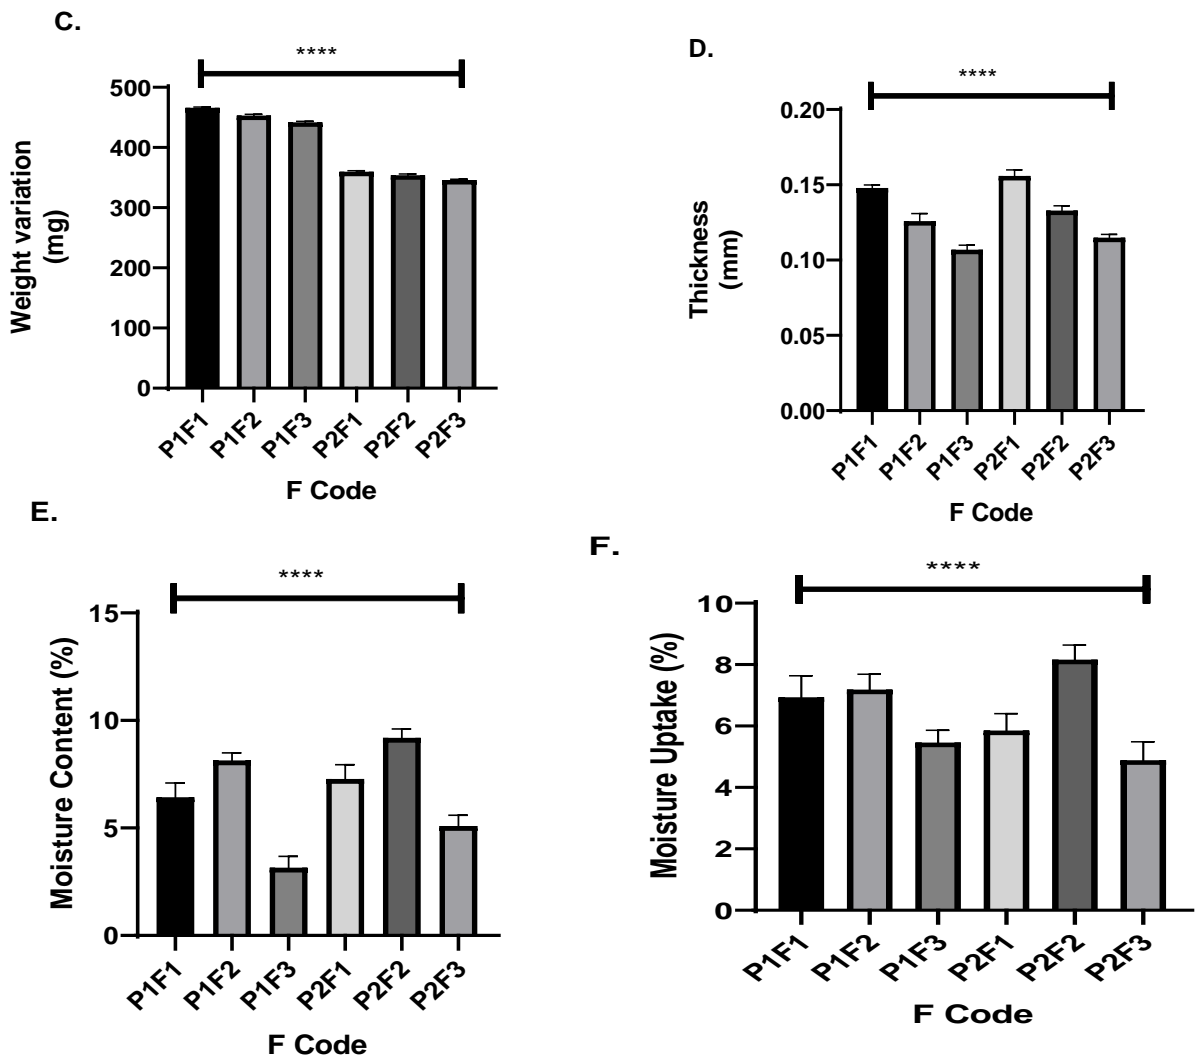 C.
****
500
400
300
200
100
0
Weight variation
(mg)
P1F1
P1F2
P1F3
P2F1
P2F2
P2F3
F Code
D.
****
0.20
0.15
0.10
0.05
0.00
Thickness
(mm)
P1F1
P1F2
P1F3
P2F1
P2F2
P2F3
F Code
E.
****
15
10
5
0
Moisture Content (%)
P1F1
P1F2
P1F3
P2F1
P2F2
P2F3
F Code
F.
****
10
8
6
4
2
0
Moisture Uptake (%)
P1F1
P1F2
P1F3
P2F1
P2F2
P2F3
F Code